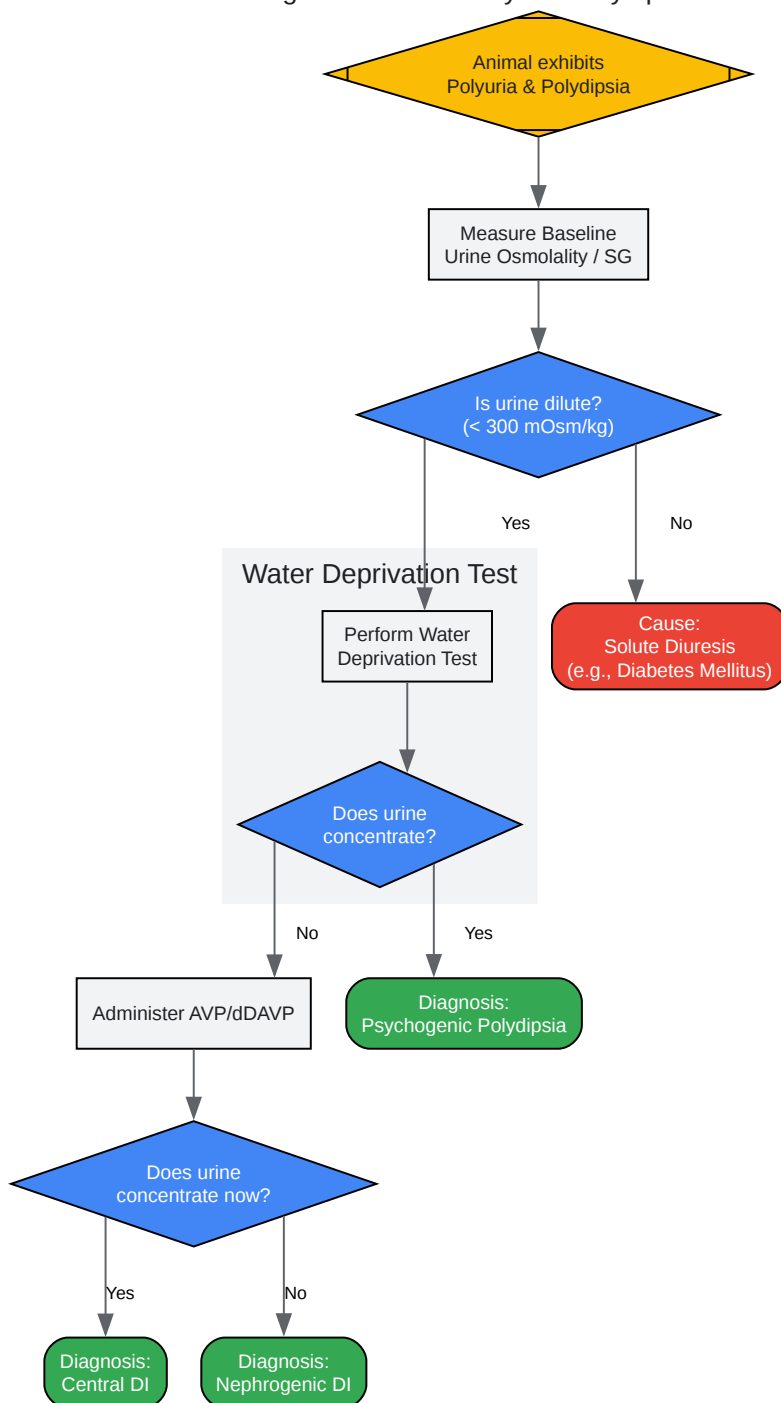 Animal exhibits
Polyuria & Polydipsia
Measure Baseline
Urine Osmolality / SG
Is urine dilute?
(< 300 mOsm/kg)
Yes
No
Water Deprivation Test
Perform Water
Deprivation Test
Cause:
Solute Diuresis
(e.g., Diabetes Mellitus)
Does urine
concentrate?
No
Yes
Administer AVP/dDAVP
Diagnosis:
Psychogenic Polydipsia
Does urine
concentrate now?
Yes
No
Diagnosis:
Central DI
Diagnosis:
Nephrogenic DI